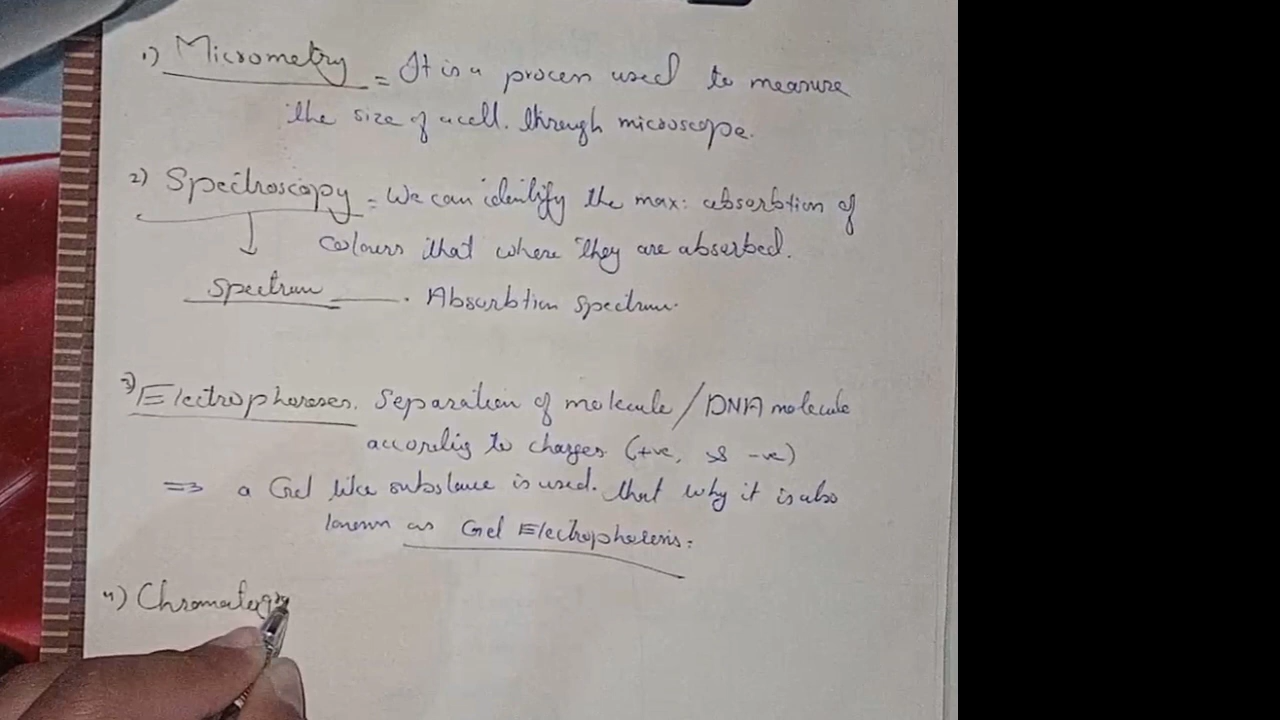 1) Micrometry = It is a process used to measure
the size of a cell. through microscope.
2) Spectroscopy = We can identify the max: absorbtion of
colours that where they are absorbed.
Spectrum . Absorbtion Spectrum.
3) Electrophoreses. Separation of molecule / DNA molecule
according to charges (+ve, & -ve)
=> a Gel like substance is used. that why it is also
known as Gel Electrophoresis:
4) Chromatogr